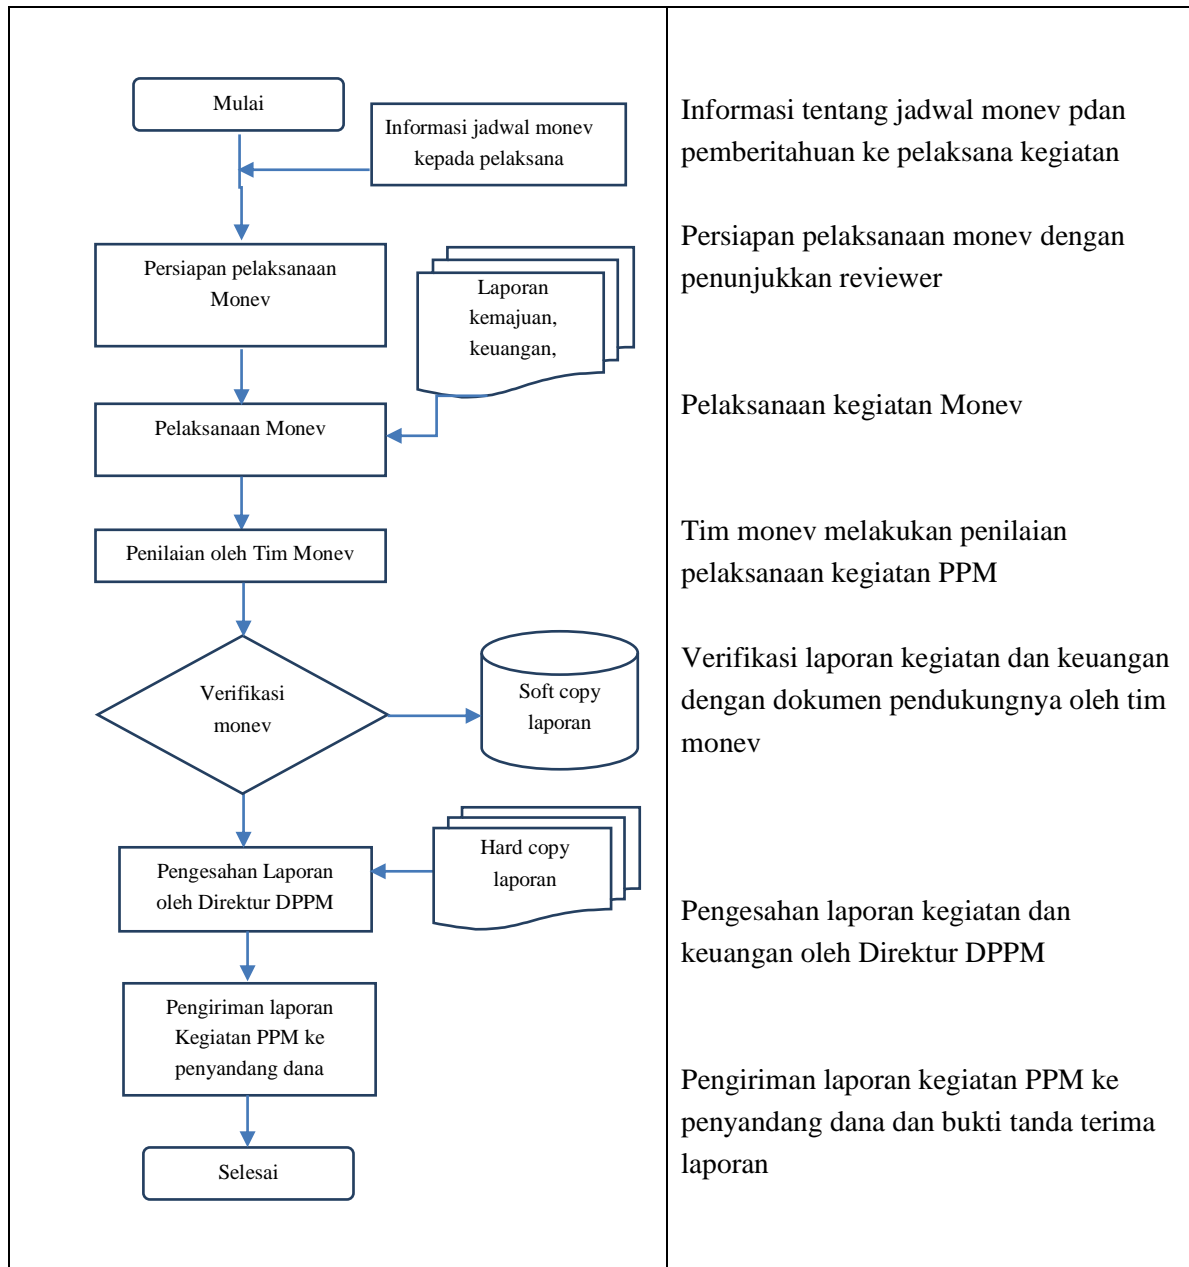 Mulai
Informasi jadwal monev
kepada pelaksana
Persiapan pelaksanaan
Monev
Laporan
kemajuan,
keuangan,
Pelaksanaan Monev
Penilaian oleh Tim Monev
Verifikasi
monev
Soft copy
laporan
Hard copy
laporan
Pengesahan Laporan
oleh Direktur DPPM
Pengiriman laporan
Kegiatan PPM ke
penyandang dana
Selesai
Informasi tentang jadwal monev pdan
pemberitahuan ke pelaksana kegiatan
Persiapan pelaksanaan monev dengan
penunjukkan reviewer
Pelaksanaan kegiatan Monev
Tim monev melakukan penilaian
pelaksanaan kegiatan PPM
Verifikasi laporan kegiatan dan keuangan
dengan dokumen pendukungnya oleh tim
monev
Pengesahan laporan kegiatan dan
keuangan oleh Direktur DPPM
Pengiriman laporan kegiatan PPM ke
penyandang dana dan bukti tanda terima
laporan